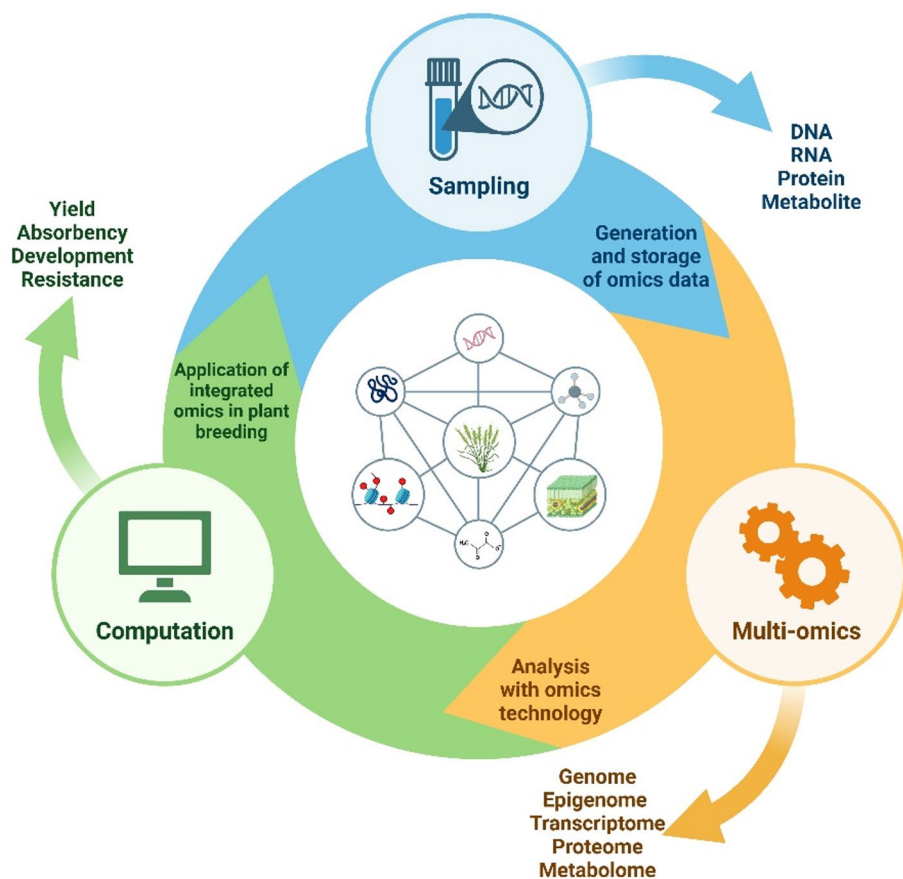 Sampling
DNA
RNA
Protein
Metabolite
Generation
and storage
of omics data
Multi-omics
Genome
Epigenome
Transcriptome
Proteome
Metabolome
Analysis
with omics
technology
Computation
Yield
Absorbency
Development
Resistance
Application of
integrated
omics in plant
breeding
H₃C
O
O
O⁻